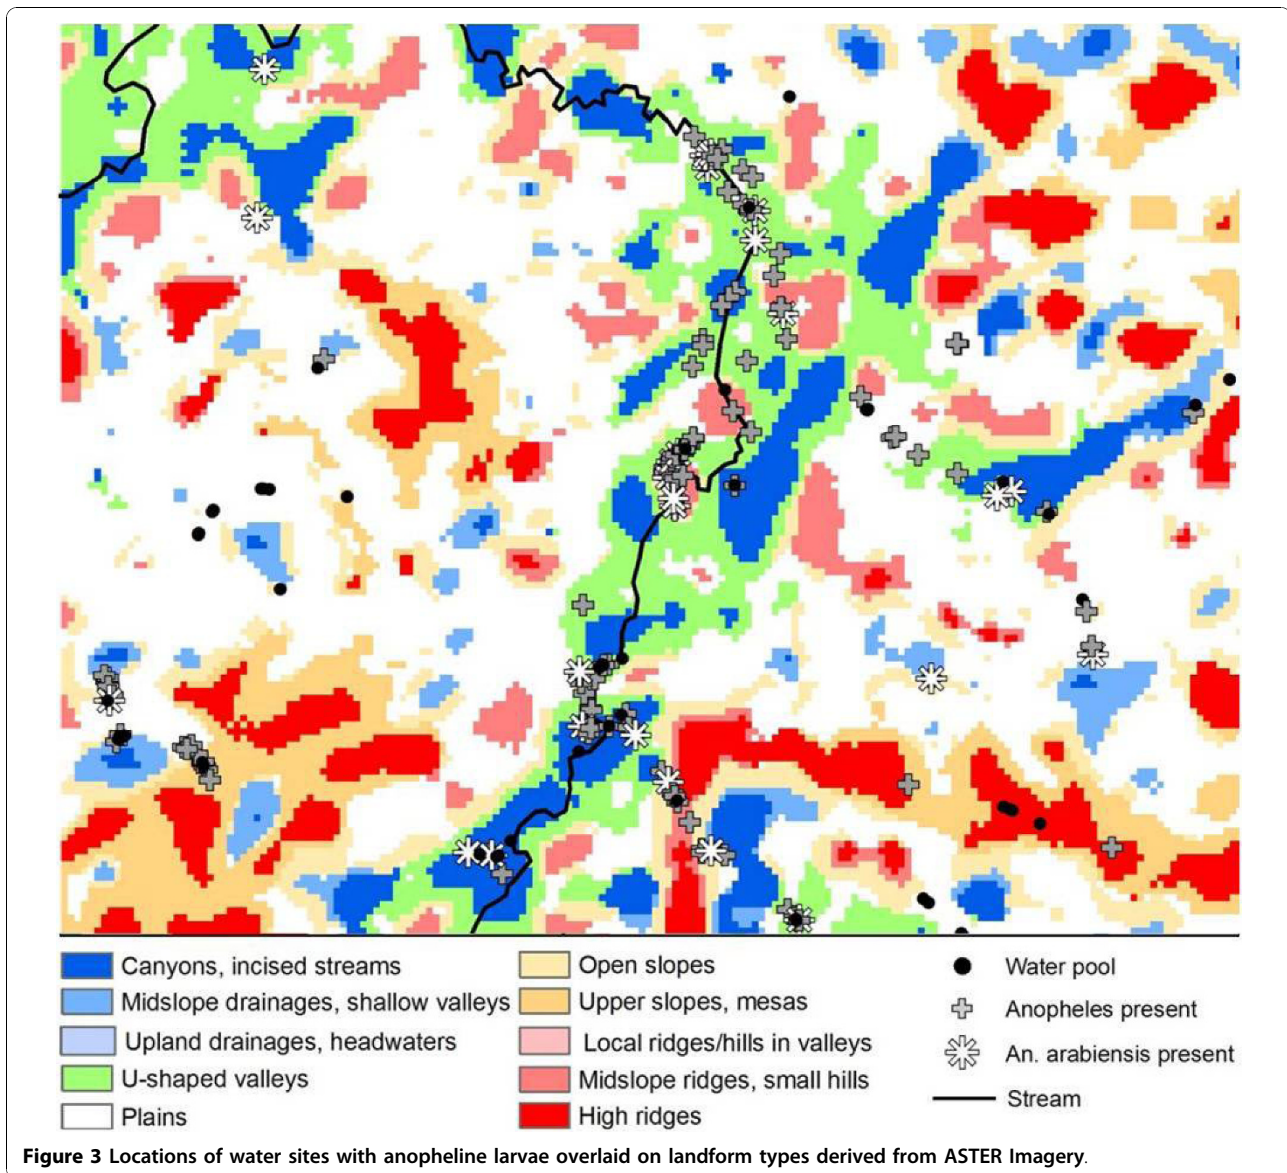 Canyons, incised streams
Midslope drainages, shallow valleys
Upland drainages, headwaters
U-shaped valleys
Plains
Open slopes
Upper slopes, mesas
Local ridges/hills in valleys
Midslope ridges, small hills
High ridges
Water pool
Anopheles present
An. arabiensis present
Stream
Figure 3 Locations of water sites with anopheline larvae overlaid on landform types derived from ASTER Imagery.